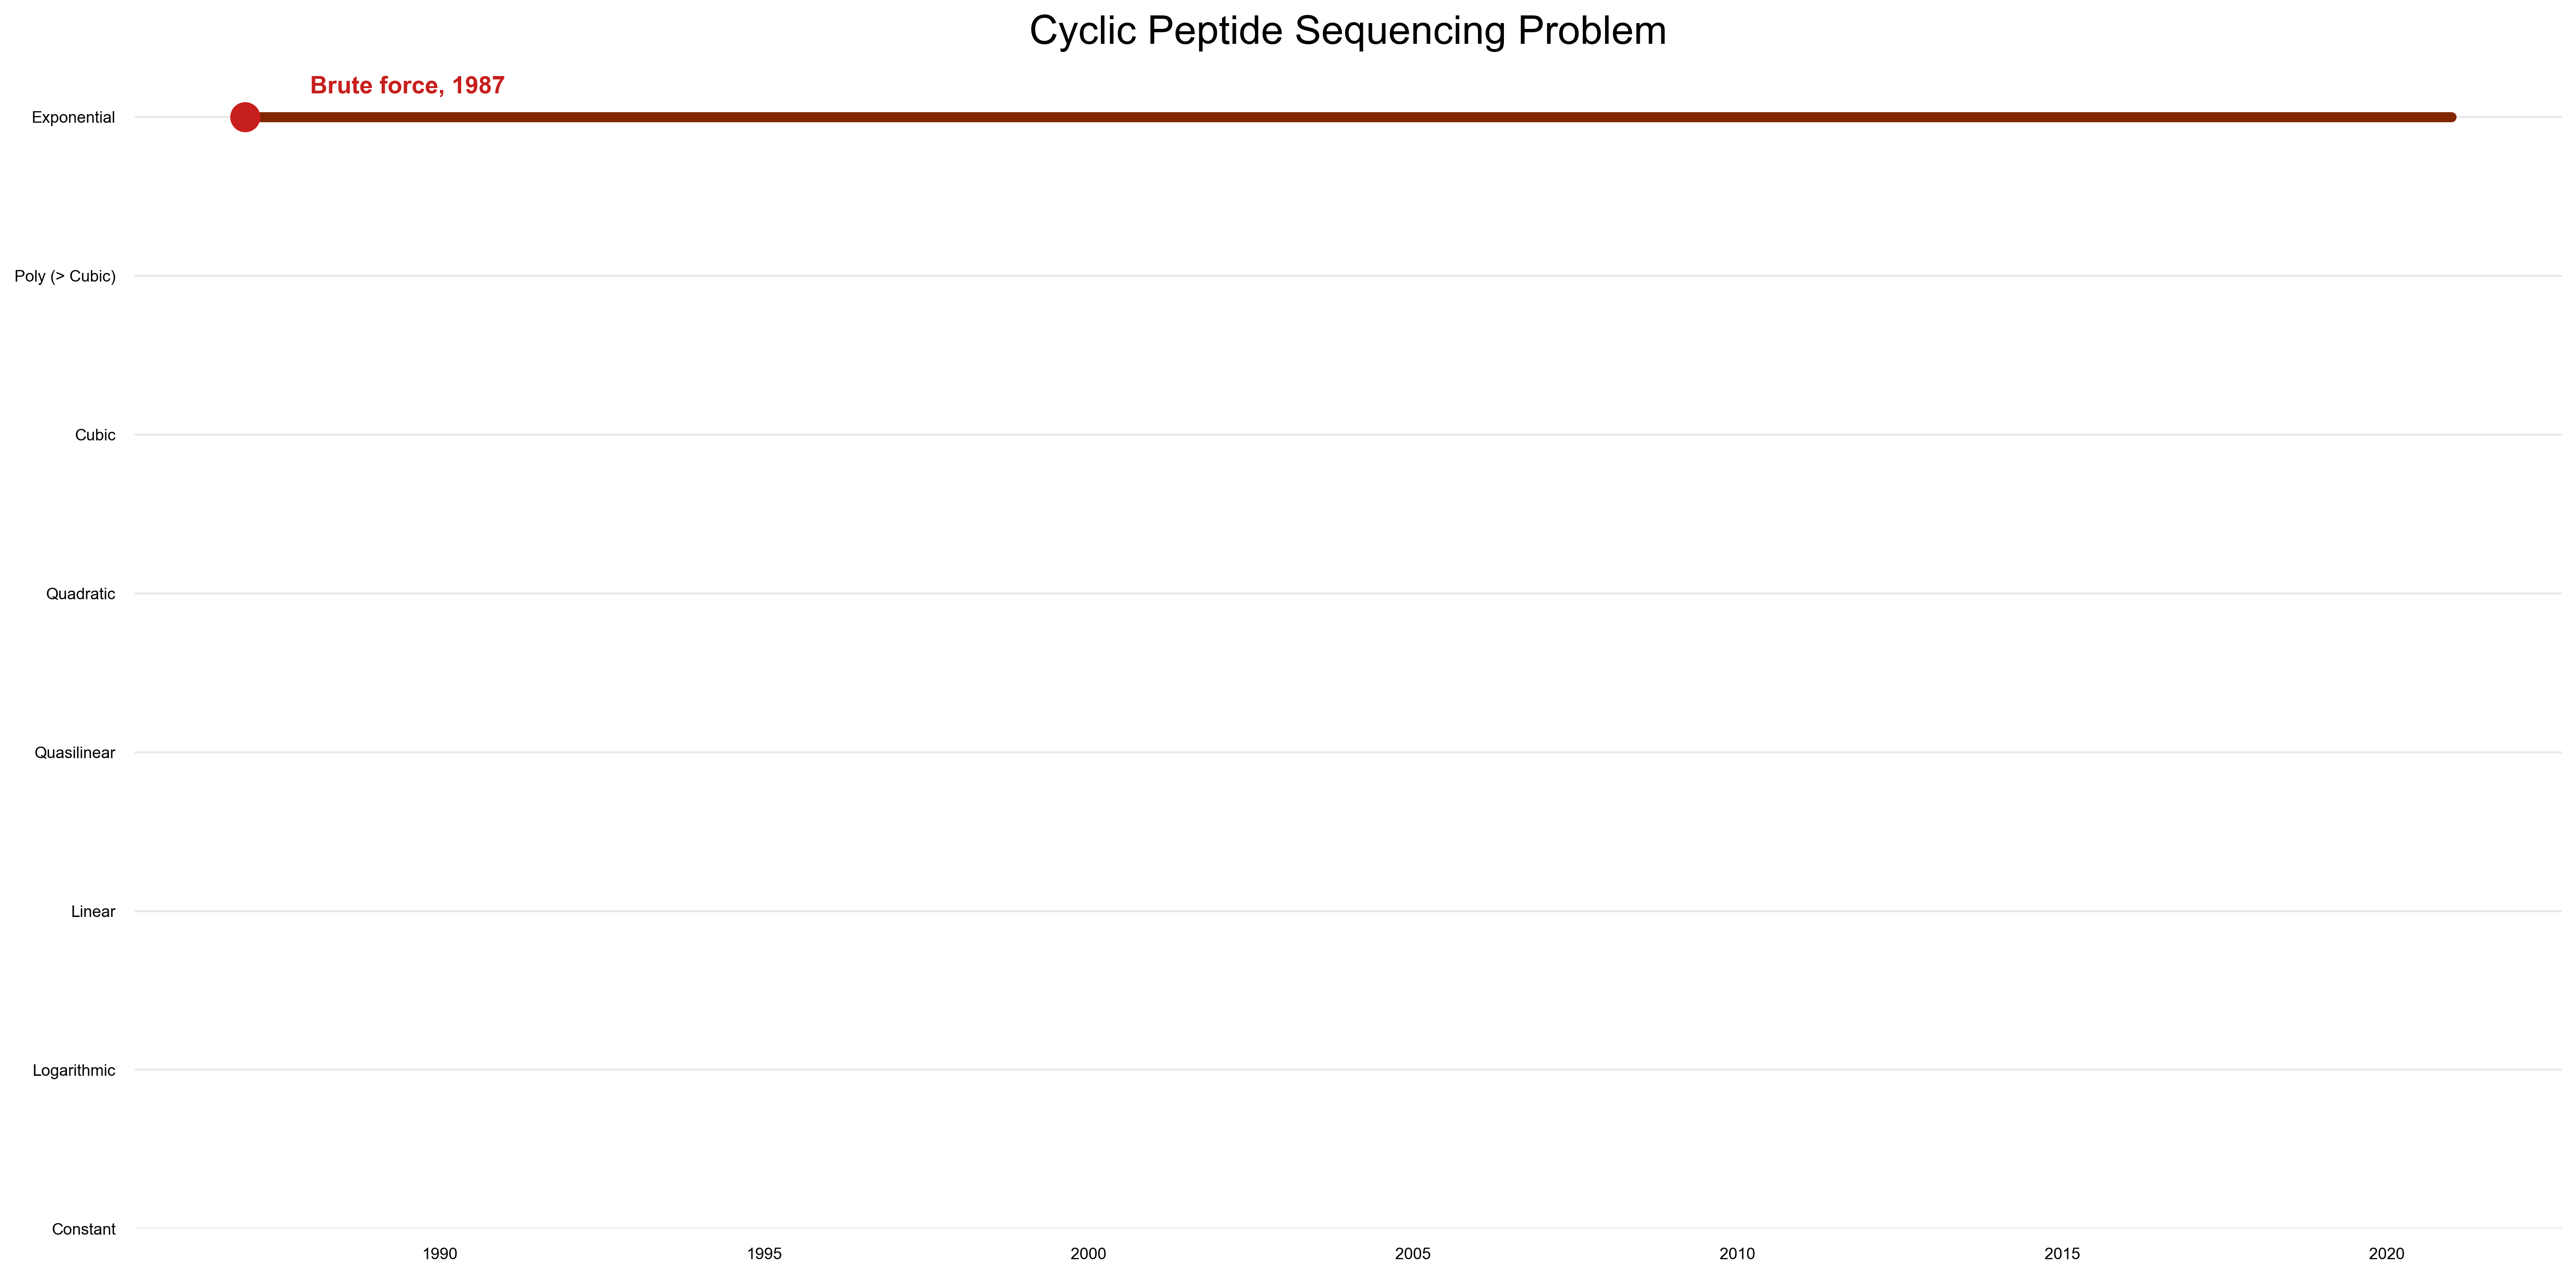 Cyclic Peptide Sequencing Problem
Brute force, 1987
Exponential
Poly (> Cubic)
Cubic
Quadratic
Quasilinear
Linear
Logarithmic
Constant
1990 1995 2000 2005 2010 2015 2020